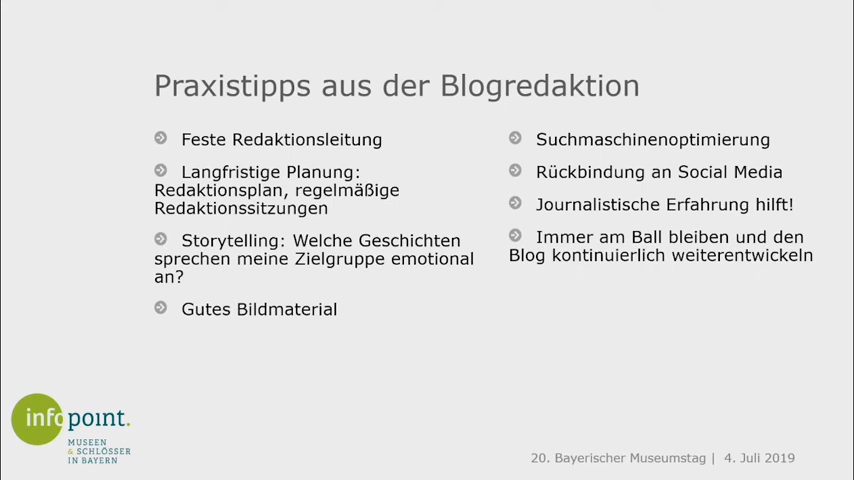 Praxistipps aus der Blogredaktion
Feste Redaktionsleitung
Langfristige Planung:
Redaktionsplan, regelmäßige
Redaktionssitzungen
Storytelling: Welche Geschichten
sprechen meine Zielgruppe emotional
an?
Gutes Bildmaterial
Suchmaschinenoptimierung
Rückbindung an Social Media
Journalistische Erfahrung hilft!
Immer am Ball bleiben und den
Blog kontinuierlich weiterentwickeln
infopoint.
MUSEEN
& SCHLÖSSER
IN BAYERN
20. Bayerischer Museumstag | 4. Juli 2019